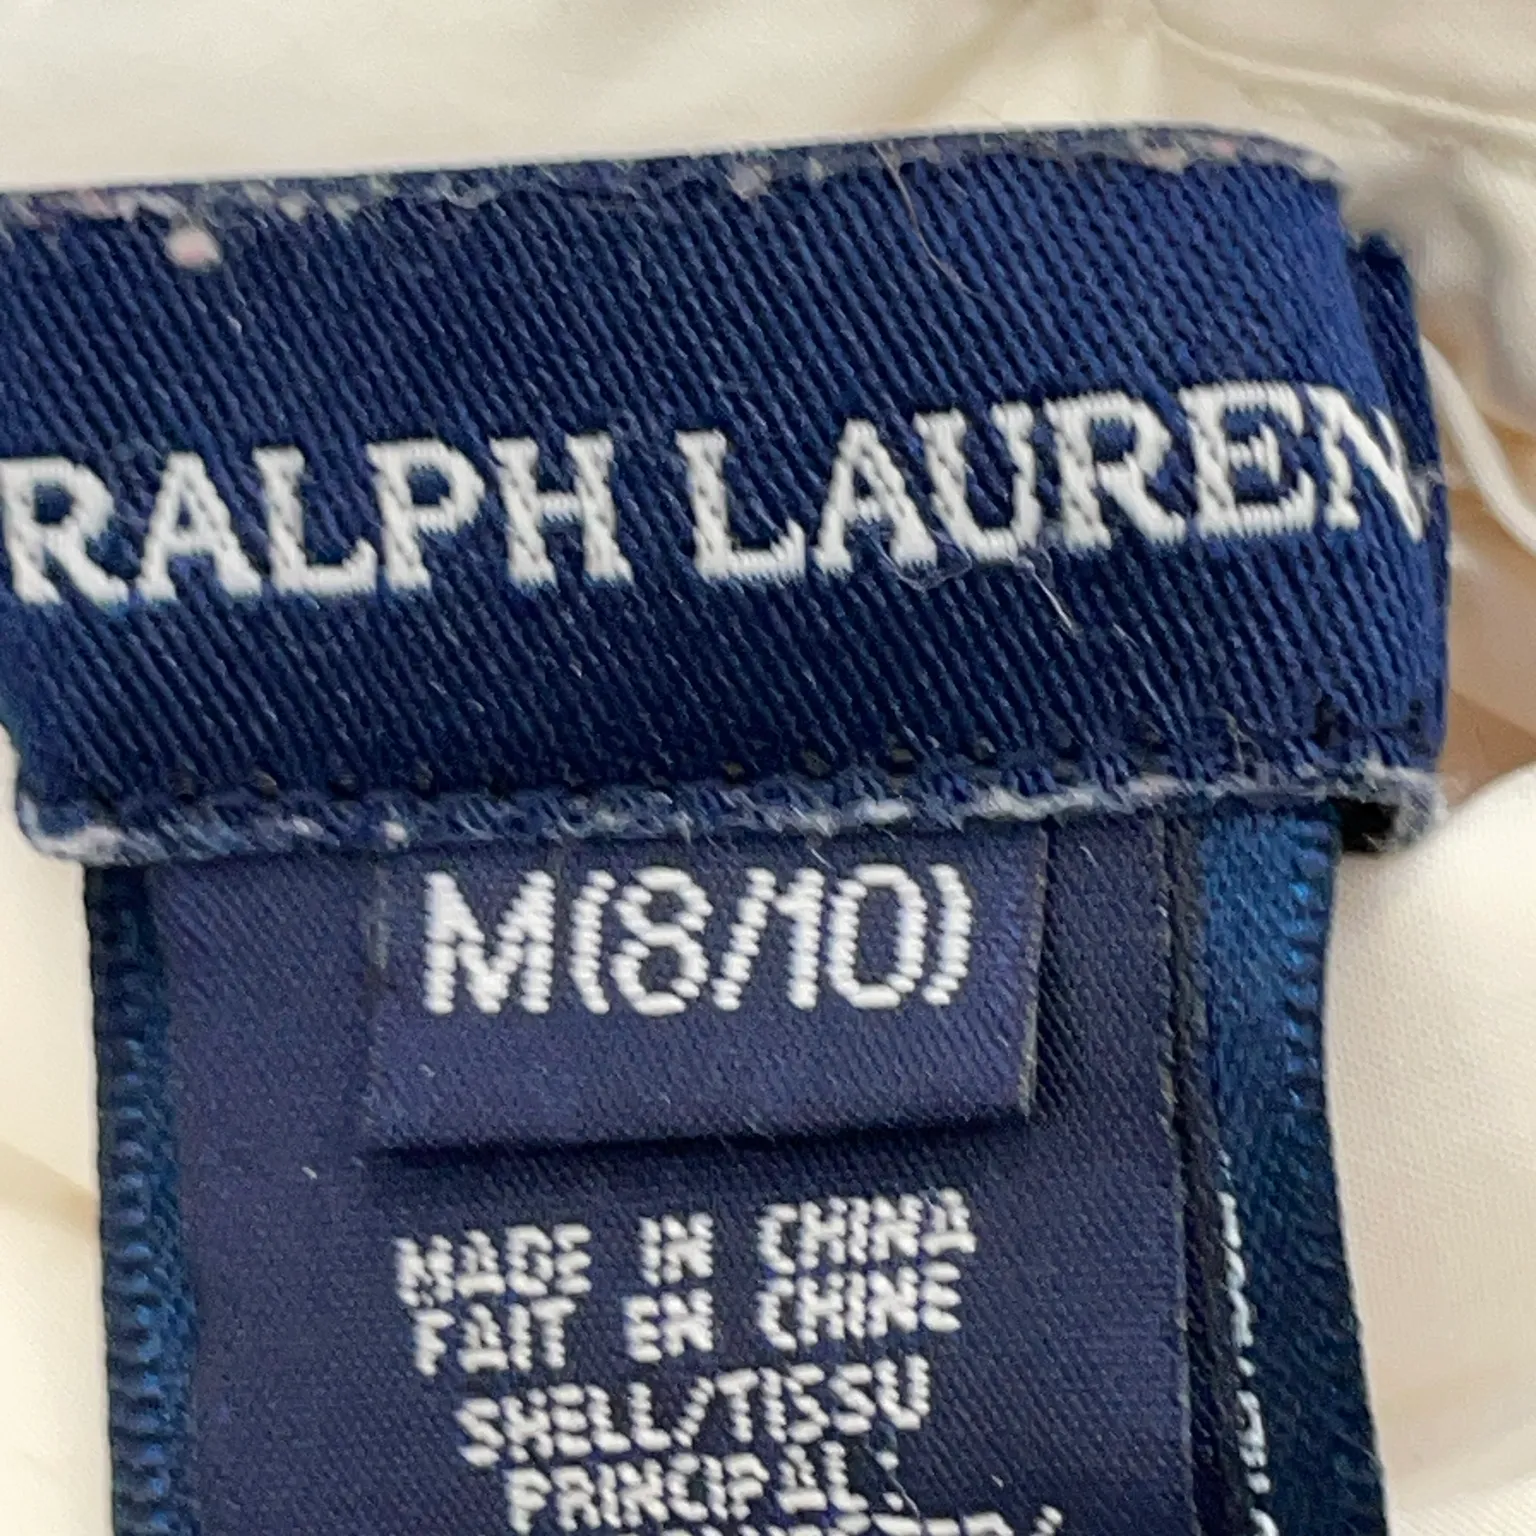 RALPH LAUREN
M(8/10)
MADE IN CHINA
FAIT EN CHINE
SHELL/TISSU
PRINCIPAL: